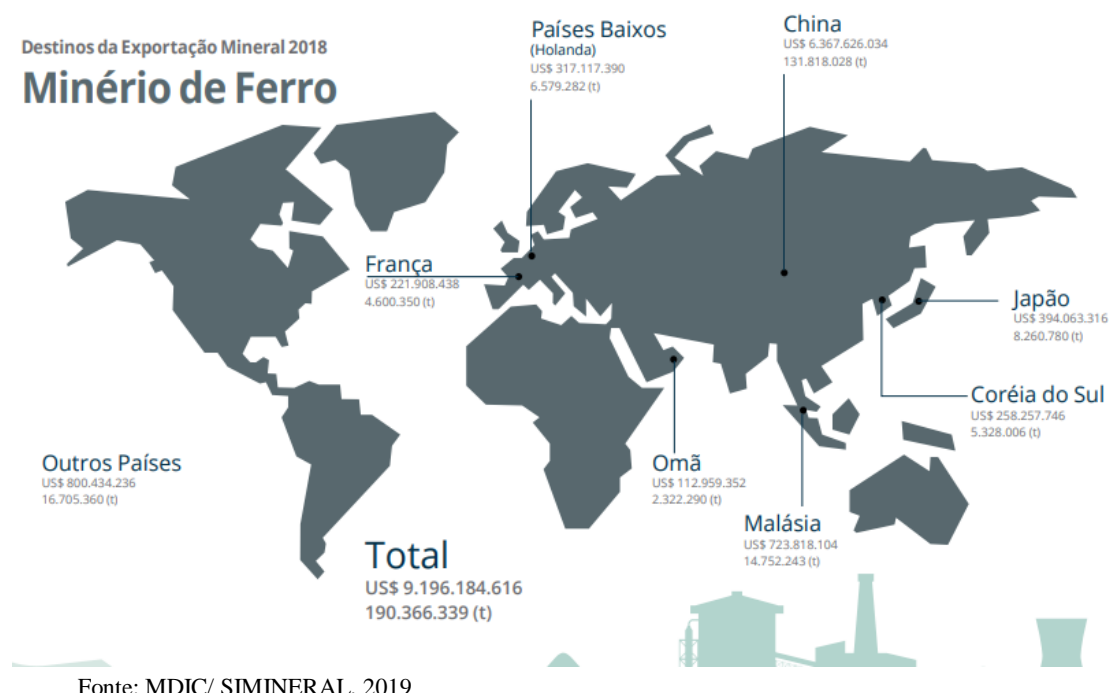 Destinos da Exportação Mineral 2018
Minério de Ferro
Países Baixos
(Holanda)
US$ 317.117.390
6.579.282 (t)
China
US$ 6.367.626.034
131.818.028 (t)
França
US$ 221.908.438
4.600.350 (t)
Japão
US$ 394.063.316
8.260.780 (t)
Coréia do Sul
US$ 258.257.746
5.328.006 (t)
Outros Países
US$ 800.434.236
16.705.360 (t)
Omã
US$ 112.959.352
2.322.290 (t)
Malásia
US$ 723.818.104
14.752.243 (t)
Total
US$ 9.196.184.616
190.366.339 (t)
Fonte: MDIC/ SIMINERAL, 2019